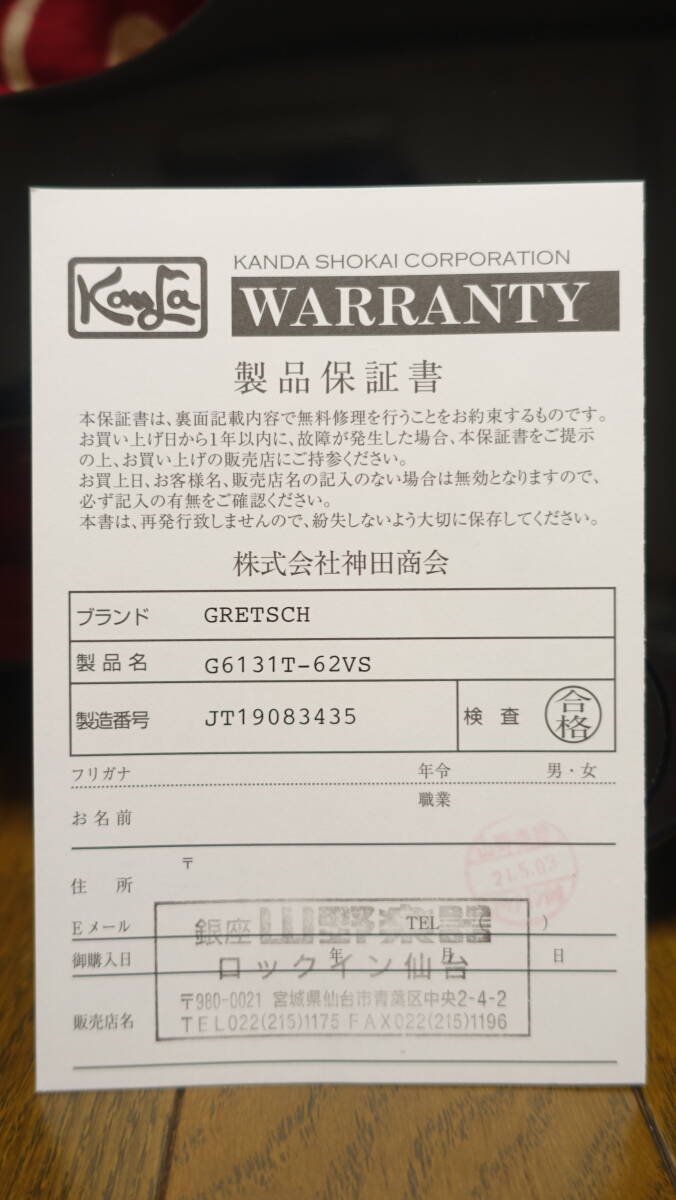 Kanda
KANDA SHOKAI CORPORATION
WARRANTY
製品保証書
本保証書は、裏面記載内容で無料修理を行うことをお約束するものです。
お買い上げ日から1年以内に、故障が発生した場合、本保証書をご提示
の上、お買い上げの販売店にご持参ください。
お買上日、お客様名、販売店名の記入のない場合は無効となりますので、
必ず記入の有無をご確認ください。
本書は、再発行致しませんので、紛失しないよう大切に保存してください。
株式会社神田商会
ブランド GRETSCH
製品名 G6131T-62VS
製造番号 JT19083435 検査 合格
フリガナ 年令 男・女
お名前 職業
〒
住所
21.5.03
Eメール TEL ( )
銀座山野楽器
御購入日 年 月 日
ロックイン仙台
〒980-0021 宮城県仙台市青葉区中央2-4-2
販売店名
TEL022(215)1175 FAX022(215)1196